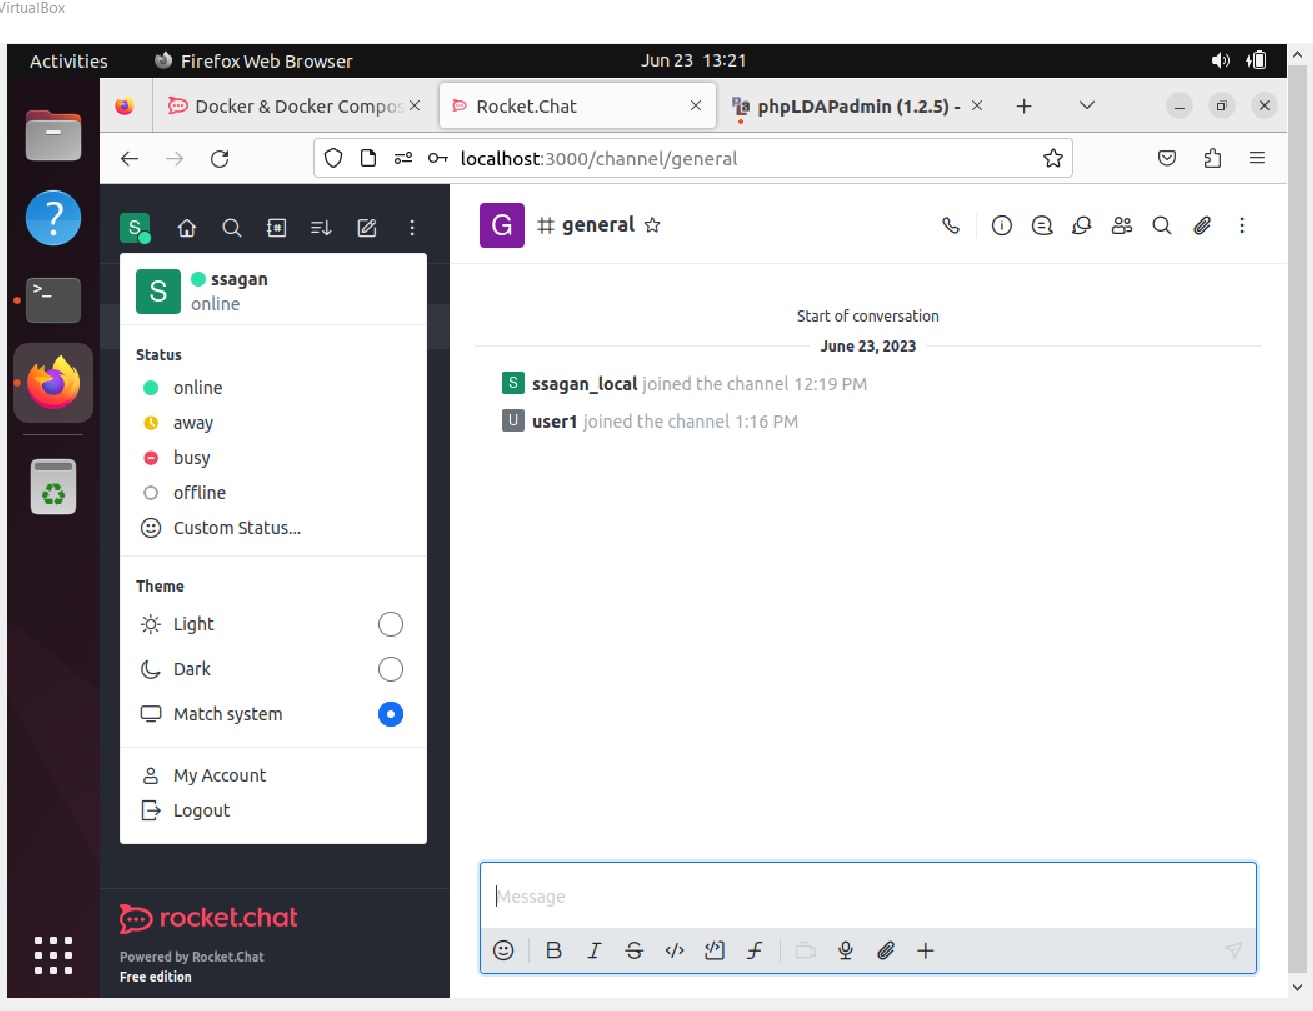 VirtualBox
Activities
Firefox Web Browser
Jun 23 13:21
Docker & Docker Compos
Rocket.Chat
phpLDAPadmin (1.2.5) -
localhost:3000/channel/general
S
G
general
S
ssagan
online
Status
online
away
busy
offline
Custom Status...
Theme
Light
Dark
Match system
My Account
Logout
Start of conversation
June 23, 2023
S ssagan_local joined the channel 12:19 PM
U user1 joined the channel 1:16 PM
Message
rocket.chat
Powered by Rocket.Chat
Free edition